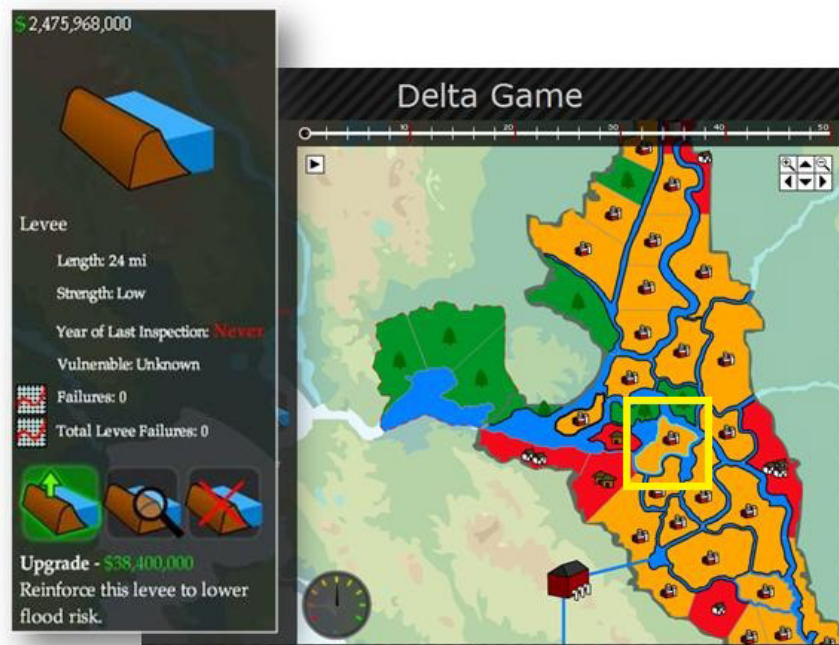 $2,475,968,000
Delta Game
10 20 30 40 50
Levee
Length: 24 mi
Strength: Low
Year of Last Inspection: Never
Vulnerable: Unknown
Failures: 0
Total Levee Failures: 0
Upgrade - $38,400,000
Reinforce this levee to lower
flood risk.